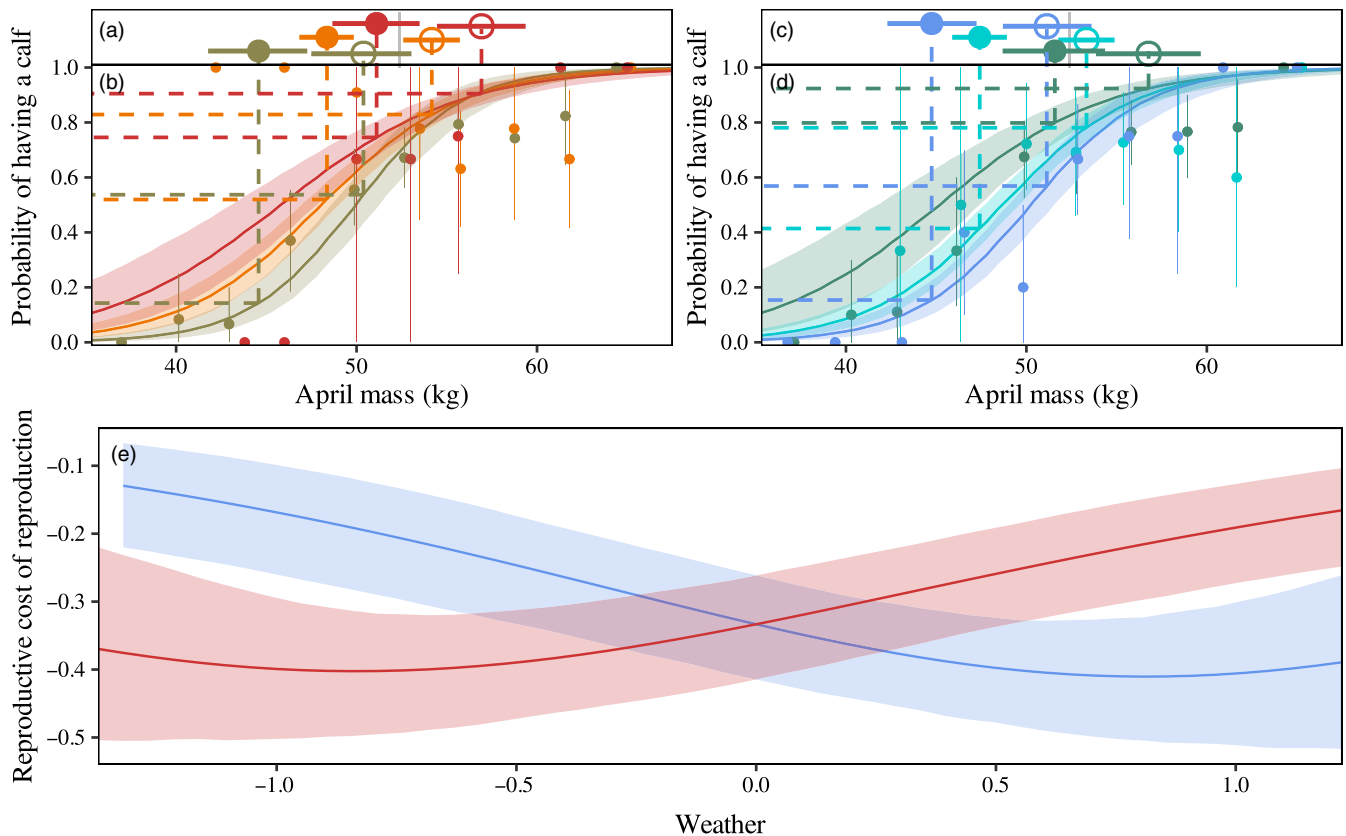 (a)
(b)
Probability of having a calf
1.0
0.8
0.6
0.4
0.2
0.0
40
50
60
April mass (kg)
(c)
(d)
Probability of having a calf
1.0
0.8
0.6
0.4
0.2
0.0
40
50
60
April mass (kg)
(e)
Reproductive cost of reproduction
−0.1
−0.2
−0.3
−0.4
−0.5
−1.0
−0.5
0.0
0.5
1.0
Weather